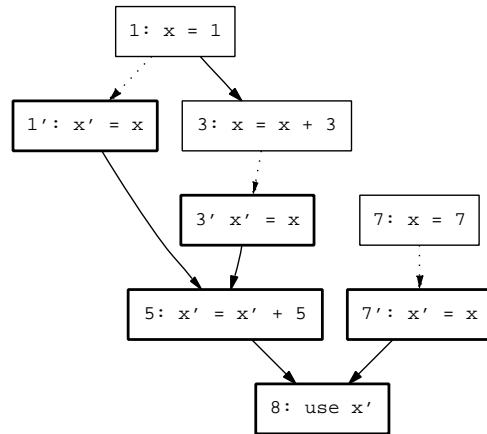 1: x = 1
1': x' = x
3: x = x + 3
3' x' = x
7: x = 7
5: x' = x' + 5
7': x' = x
8: use x'